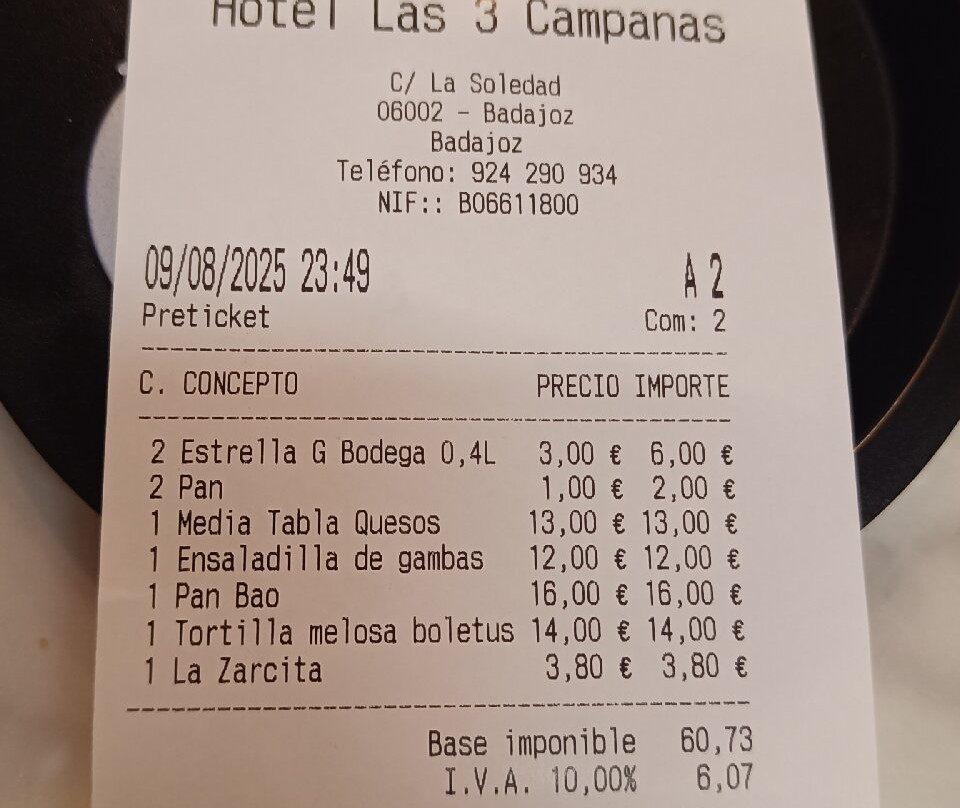 Hotel Las 3 Campanas
C/ La Soledad
06002 - Badajoz
Badajoz
Teléfono: 924 290 934
NIF:: B06611800
09/08/2025 23:49 A 2
Preticket Com: 2
C. CONCEPTO PRECIO IMPORTE
2 Estrella G Bodega 0,4L 3,00 € 6,00 €
2 Pan 1,00 € 2,00 €
1 Media Tabla Quesos 13,00 € 13,00 €
1 Ensaladilla de gambas 12,00 € 12,00 €
1 Pan Bao 16,00 € 16,00 €
1 Tortilla melosa boletus 14,00 € 14,00 €
1 La Zarcita 3,80 € 3,80 €
Base imponible 60,73
I.V.A. 10,00% 6,07